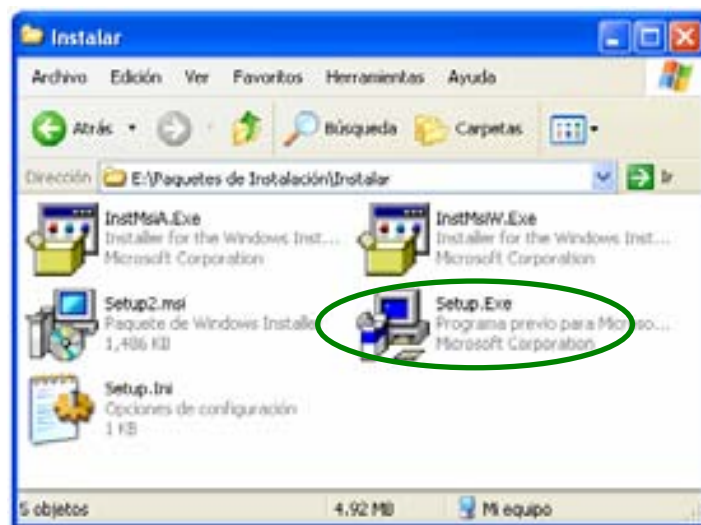 Instalar
Archivo Edición Ver Favoritos Herramientas Ayuda
Atrás Búsqueda Carpetas
Dirección E:\Paquetes de Instalación\Instalar Ir
InstMsiA.Exe
Installer for the Windows Inst...
Microsoft Corporation
InstMsiW.Exe
Installer for the Windows Inst...
Microsoft Corporation
Setup2.msi
Paquete de Windows Installe
1,486 KB
Setup.Exe
Programa previo para Microso...
Microsoft Corporation
Setup.Ini
Opciones de configuración
1 KB
5 objetos 4.92 MB Mi equipo